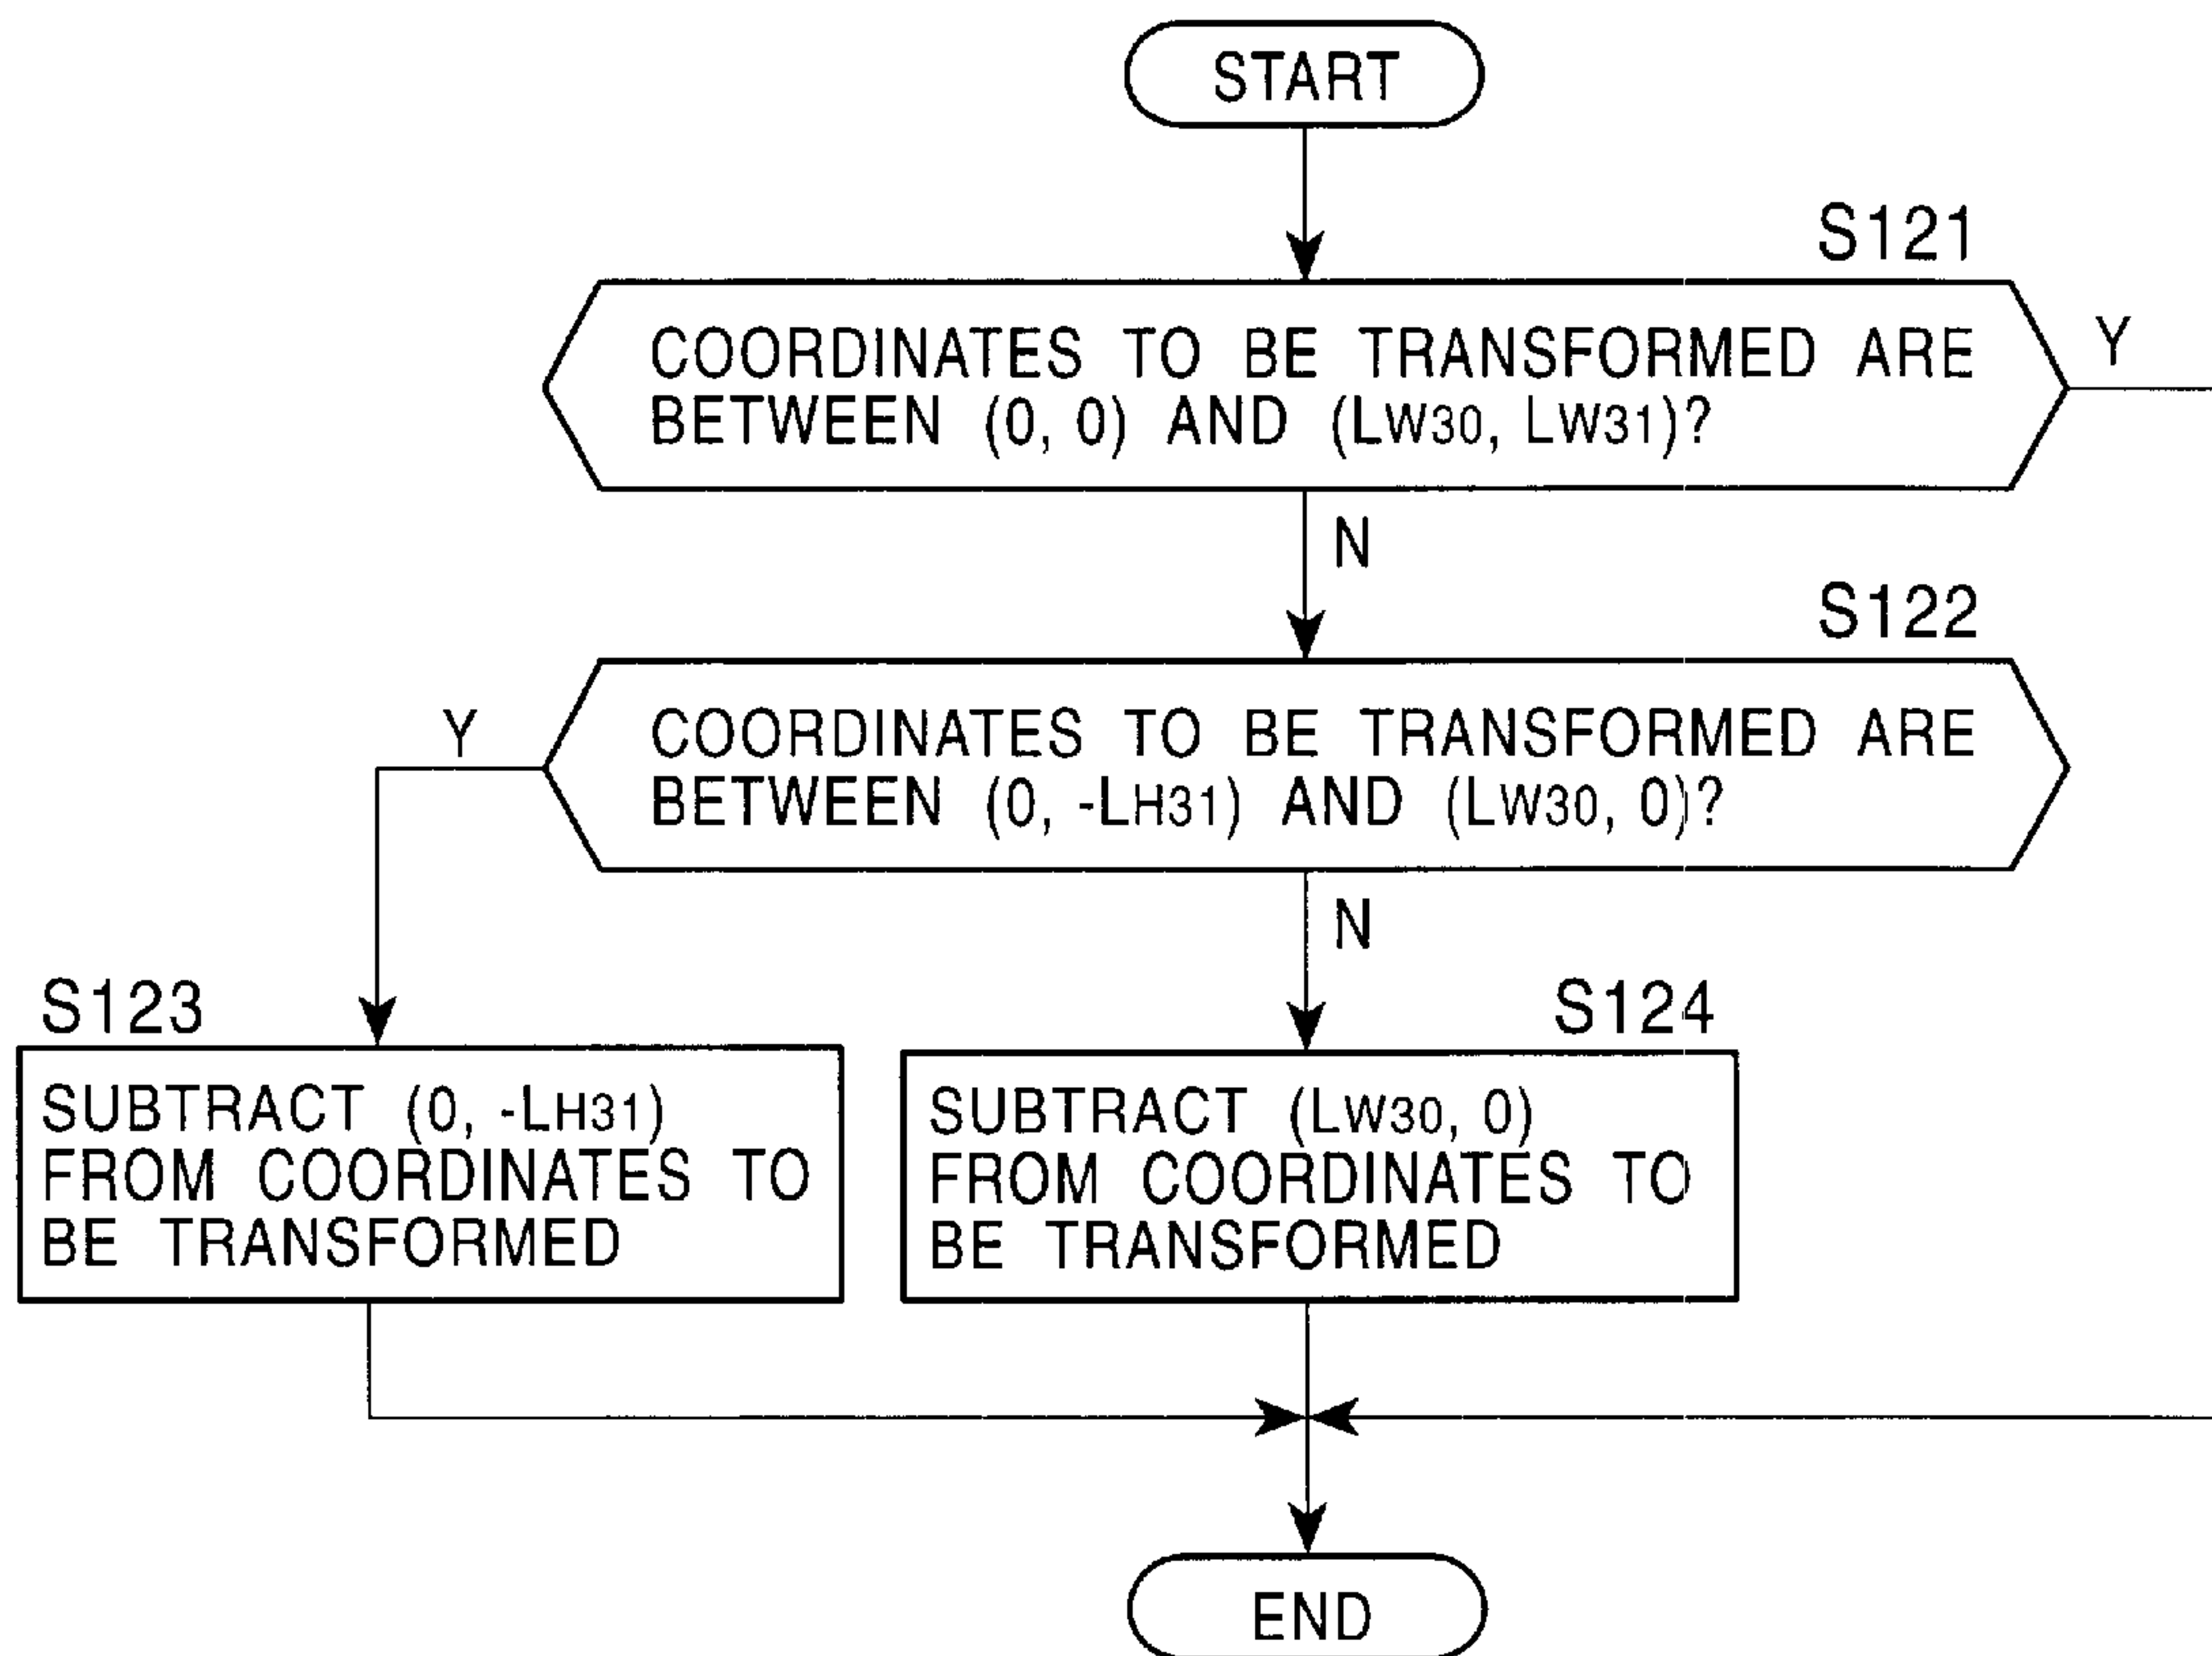 START
S121
COORDINATES TO BE TRANSFORMED ARE
BETWEEN (0, 0) AND (LW30, LW31)?
Y
N
S122
Y
COORDINATES TO BE TRANSFORMED ARE
BETWEEN (0, -LH31) AND (LW30, 0)?
N
S123
SUBTRACT (0, -LH31)
FROM COORDINATES TO
BE TRANSFORMED
S124
SUBTRACT (LW30, 0)
FROM COORDINATES TO
BE TRANSFORMED
END